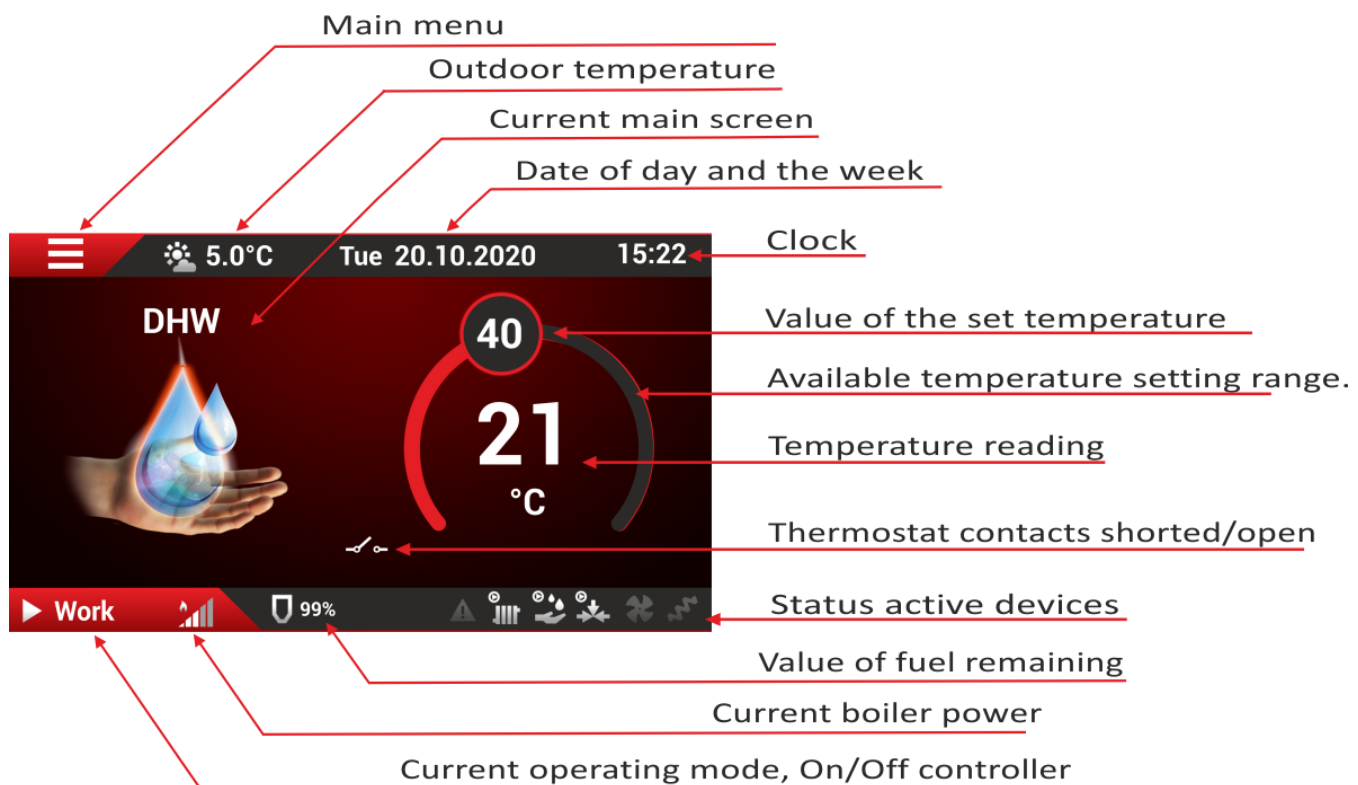 Main menu
Outdoor temperature
Current main screen
Date of day and the week
5.0°C Tue 20.10.2020 15:22
Clock
DHW
40
Value of the set temperature
Available temperature setting range.
21
°C
Temperature reading
Thermostat contacts shorted/open
Work 99%
Status active devices
Value of fuel remaining
Current boiler power
Current operating mode, On/Off controller